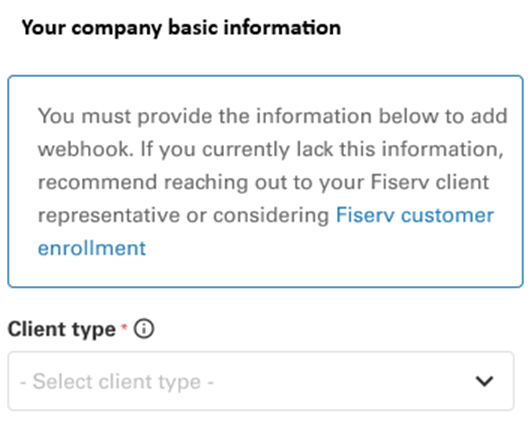 Your company basic information
You must provide the information below to add
webhook. If you currently lack this information,
recommend reaching out to your Fiserv client
representative or considering Fiserv customer
enrollment
Client type *
- Select client type -